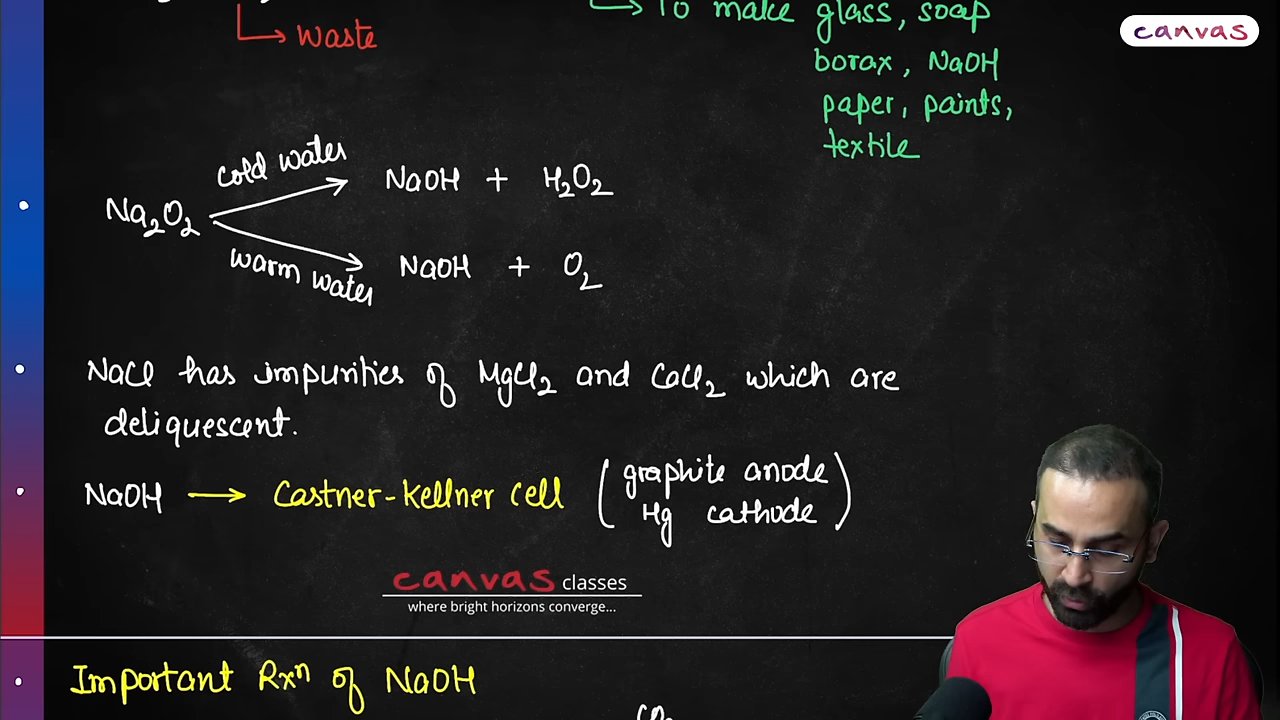 ↳ To make glass, soap
canvas
↳ waste
borax, NaOH
paper, paints,
textile
cold water
NaOH + H₂O₂
Na₂O₂
warm water
NaOH + O₂
NaCl has impurities of MgCl₂ and CaCl₂ which are
deliquescent.
NaOH → Castner-Kellner cell (graphite anode
Hg cathode)
canvas classes
where bright horizons converge...
Important Rxⁿ of NaOH